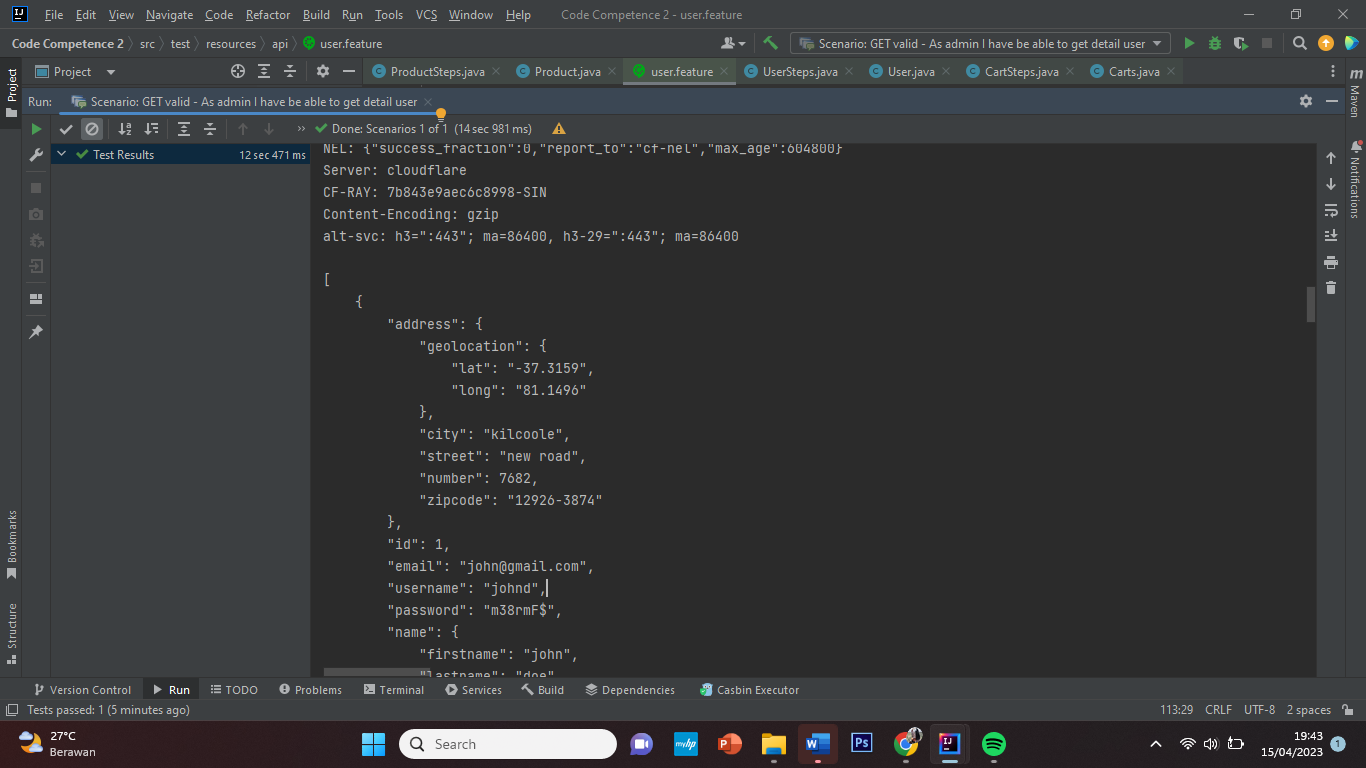 File Edit View Navigate Code Refactor Build Run Tools VCS Window Help Code Competence 2 - user.feature
Code Competence 2 src test resources api user.feature Scenario: GET valid - As admin I have be able to get detail user
Project ProductSteps.java Product.java user.feature UserSteps.java User.java CartSteps.java Carts.java
Run: Scenario: GET valid - As admin I have be able to get detail user
Done: Scenarios 1 of 1 (14 sec 981 ms)
Test Results 12 sec 471 ms
NEL: {"success_fraction":0,"report_to":"cf-nel","max_age":604800}
Server: cloudflare
CF-RAY: 7b843e9aec6c8998-SIN
Content-Encoding: gzip
alt-svc: h3=":443"; ma=86400, h3-29=":443"; ma=86400
[
{
"address": {
"geolocation": {
"lat": "-37.3159",
"long": "81.1496"
},
"city": "kilcoole",
"street": "new road",
"number": 7682,
"zipcode": "12926-3874"
},
"id": 1,
"email": "john@gmail.com",
"username": "johnd",
"password": "m38rmF$",
"name": {
"firstname": "john",
"lastname": "doe"
Project
Bookmarks
Structure
Maven
Notifications
Version Control Run TODO Problems Terminal Services Build Dependencies Casbin Executor
Tests passed: 1 (5 minutes ago) 113:29 CRLF UTF-8 2 spaces
27°C
Berawan
Search
19:43
15/04/2023
1